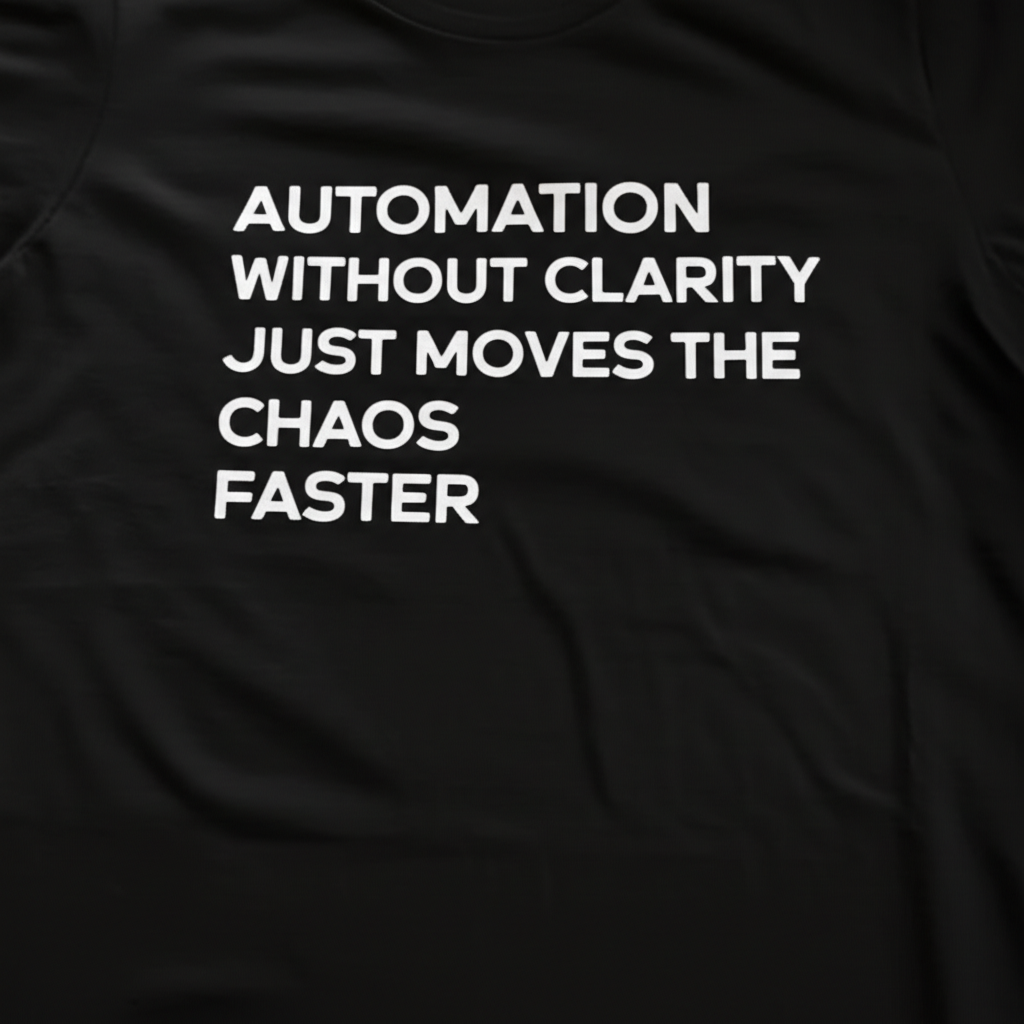 AUTOMATION
WITHOUT CLARITY
JUST MOVES THE
CHAOS
FASTER